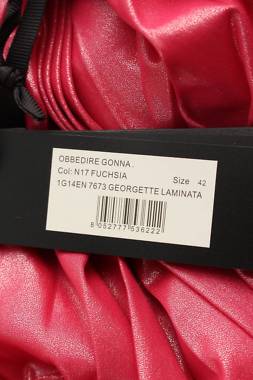 OBBEDIRE GONNA .
Col: N17 FUCHSIA Size 42
1G14EN 7673 GEORGETTE LAMINATA
8 052777 536222